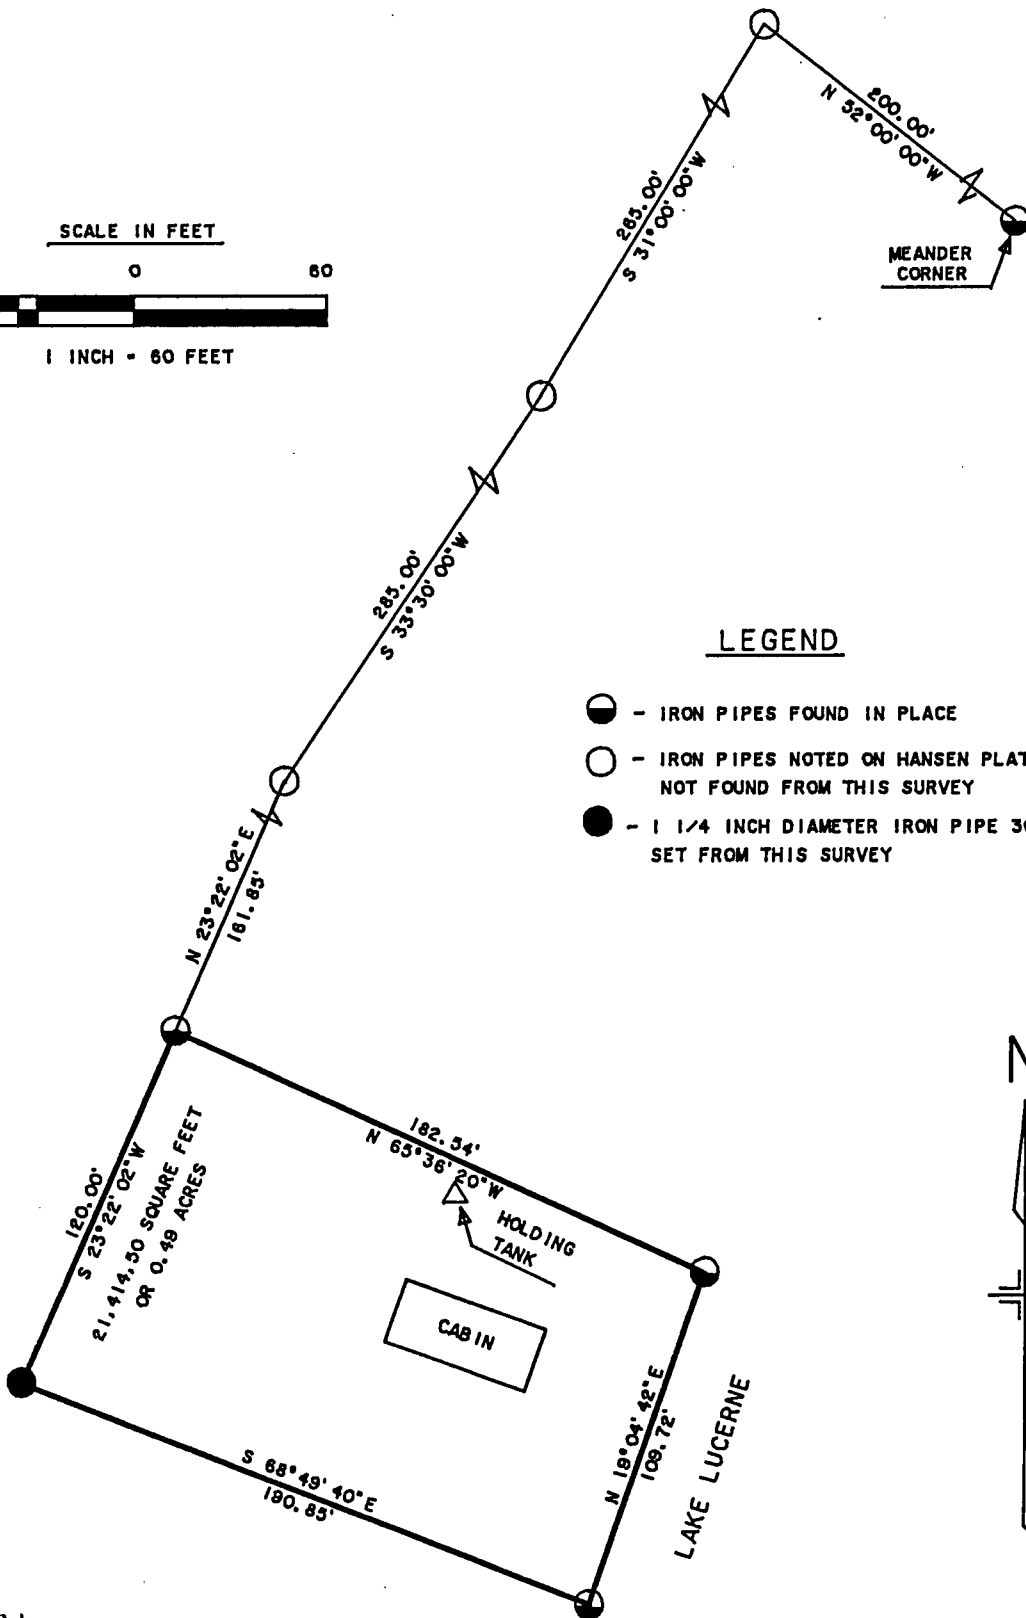 200.00'
N 52°00'00"W
MEANDER
CORNER
285.00'
S 31°00'00"W
SCALE IN FEET
0 60
1 INCH = 60 FEET
285.00'
S 33°30'00"W
LEGEND
- IRON PIPES FOUND IN PLACE
- IRON PIPES NOTED ON HANSEN PLAT
NOT FOUND FROM THIS SURVEY
- 1 1/4 INCH DIAMETER IRON PIPE 30
SET FROM THIS SURVEY
N 23°22'02"E
161.85'
N
182.54'
N 65°36'20"W
120.00'
S 23°22'02"W
21,414.50 SQUARE FEET
OR 0.49 ACRES
HOLDING
TANK
CABIN
N 19°04'42"E
109.72'
LAKE LUCERNE
S 68°49'40"E
190.85'